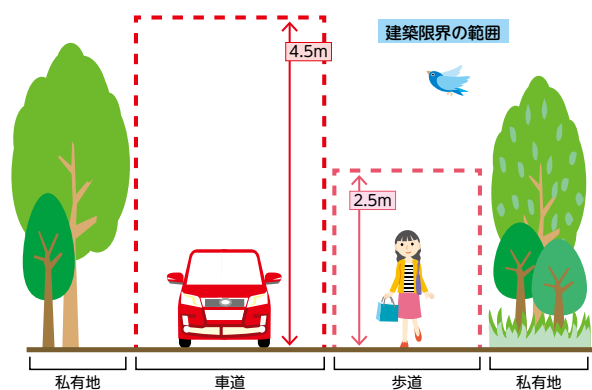 建築限界の範囲
4.5m
2.5m
私有地
車道
歩道
私有地